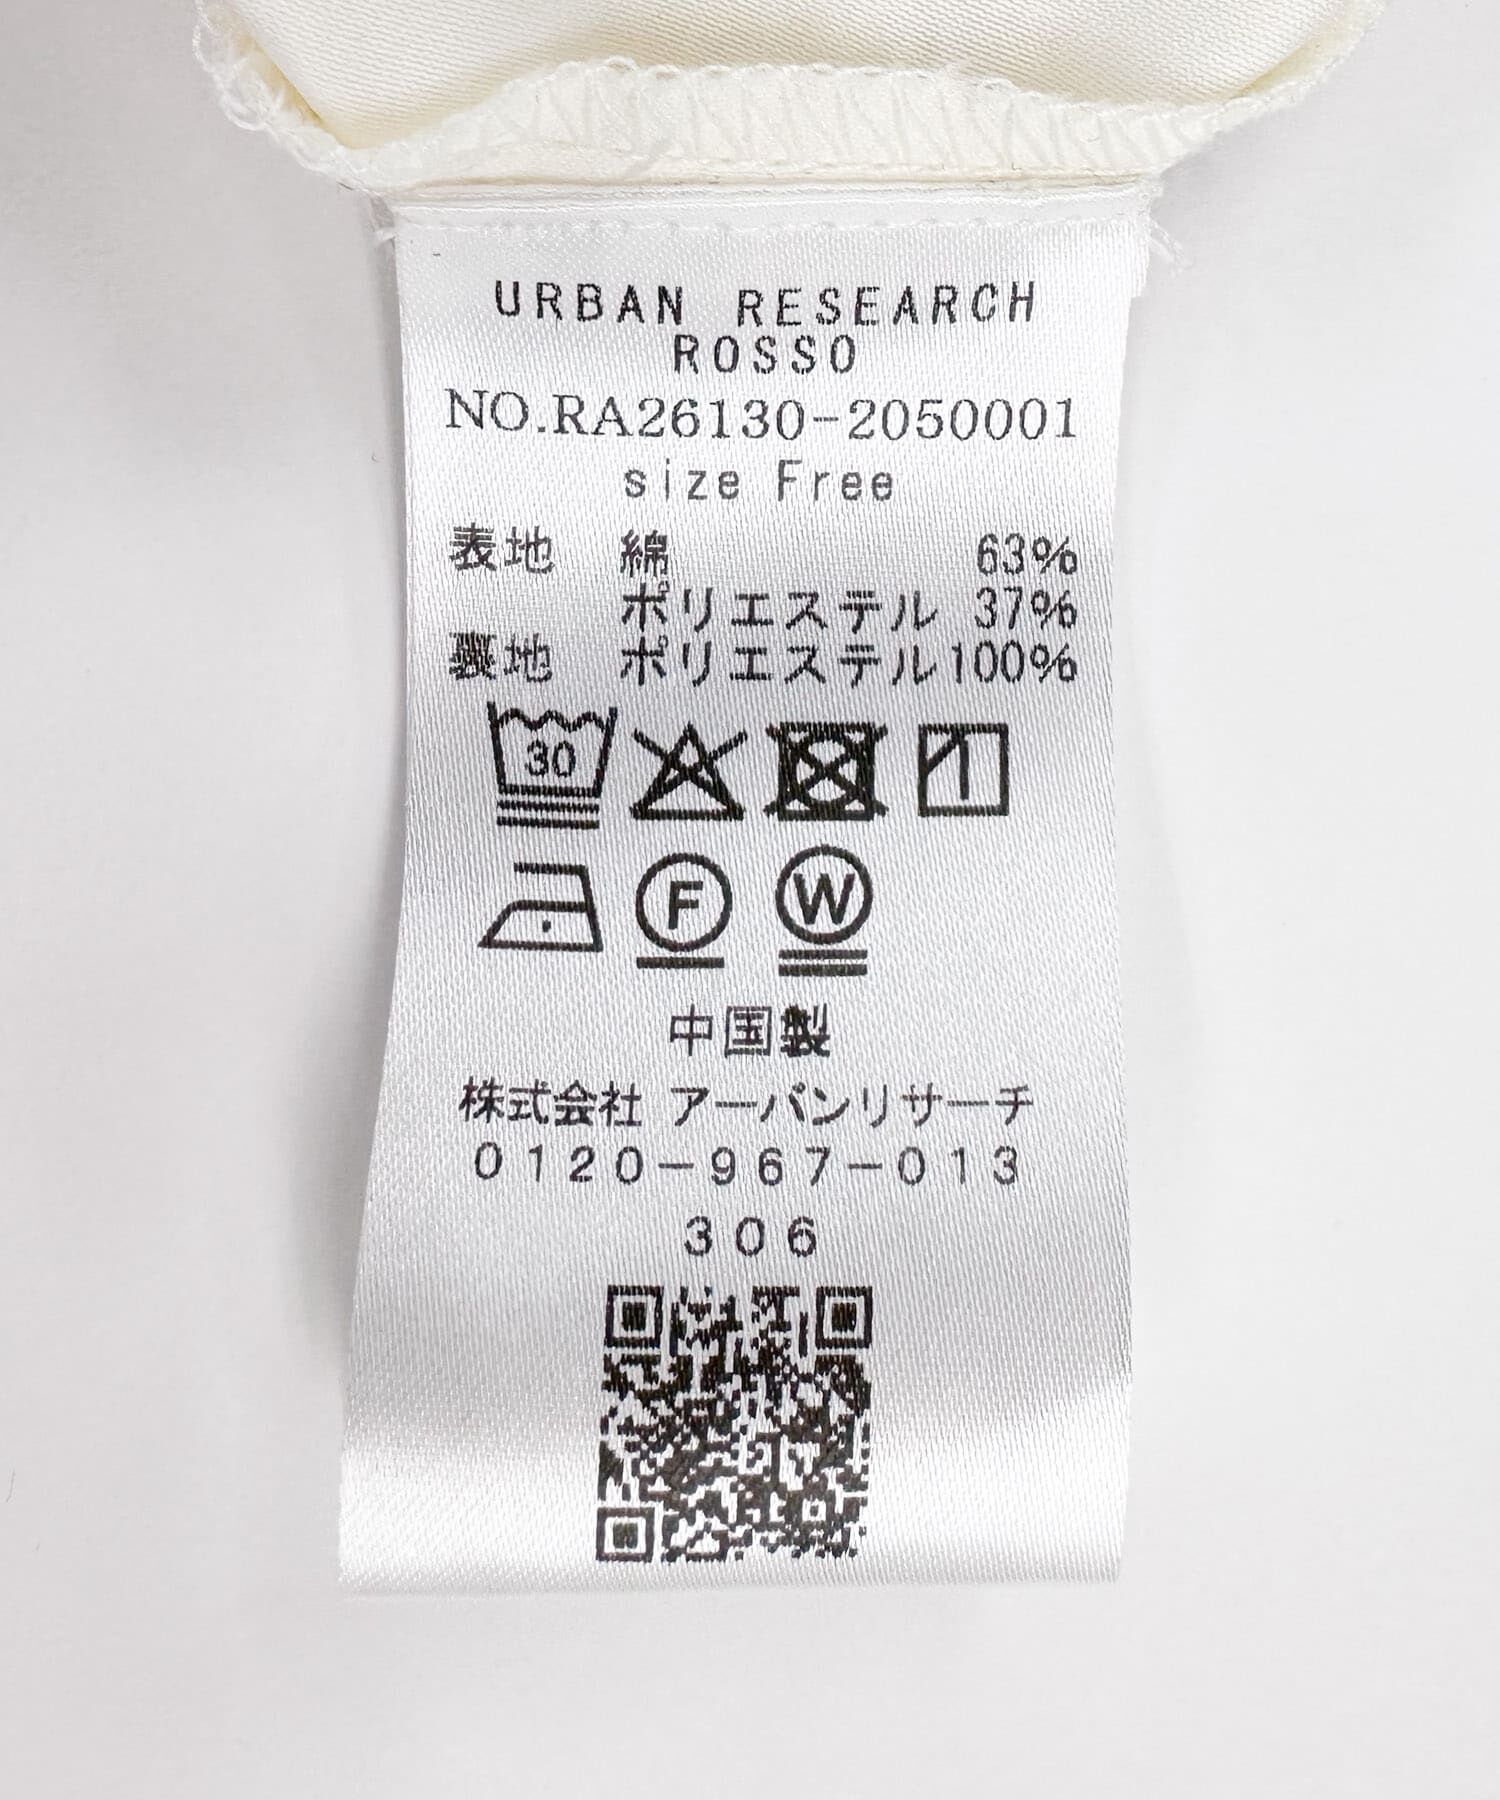 URBAN RESEARCH
ROSSO
NO.RA26130-2050001
size Free
表地 綿 63%
ポリエステル 37%
裏地 ポリエステル100%
30
F W
中国製
株式会社 アーバンリサーチ
0120-967-013
306